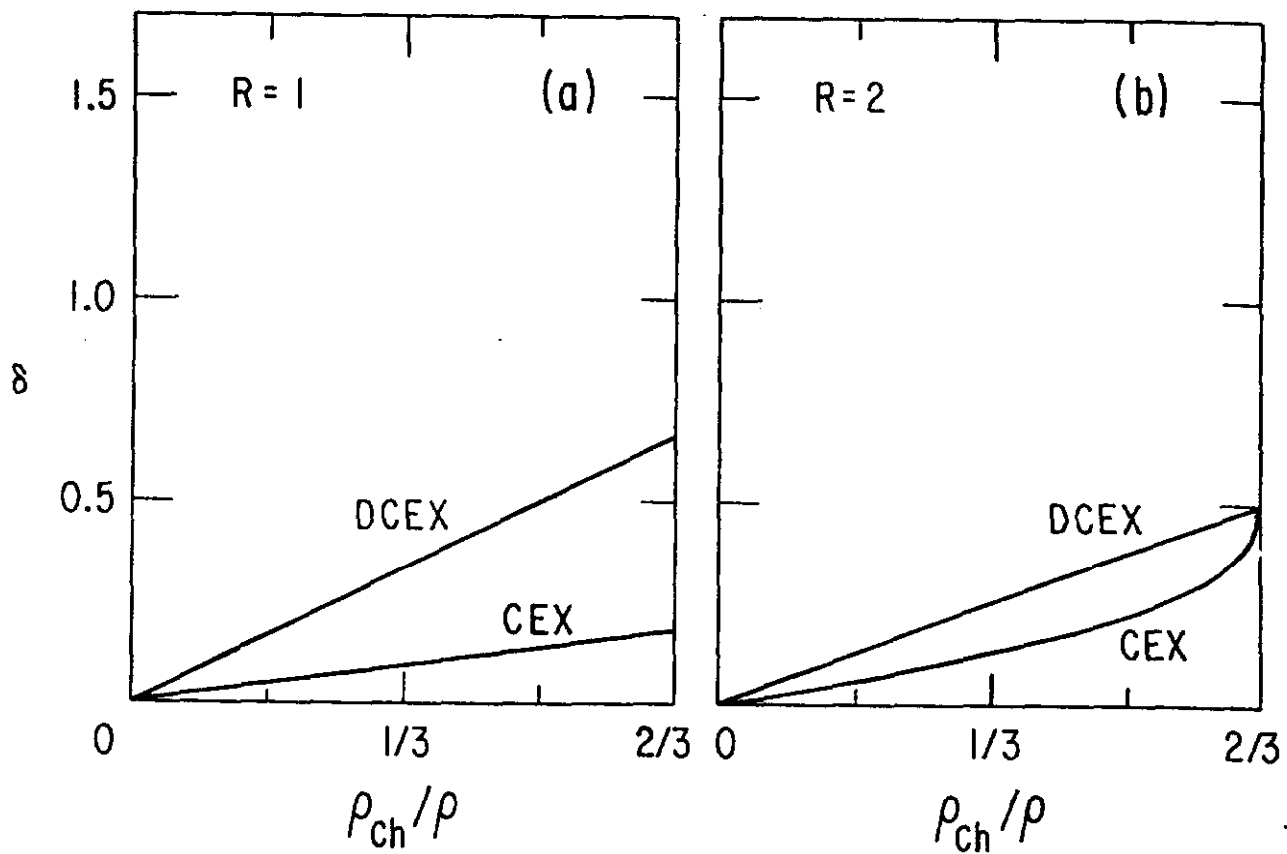 R = 1
(a)
1.5
1.0
δ
0.5
DCEX
CEX
0
1/3
2/3
ρch/ρ
R = 2
(b)
DCEX
CEX
0
1/3
2/3
ρch/ρ